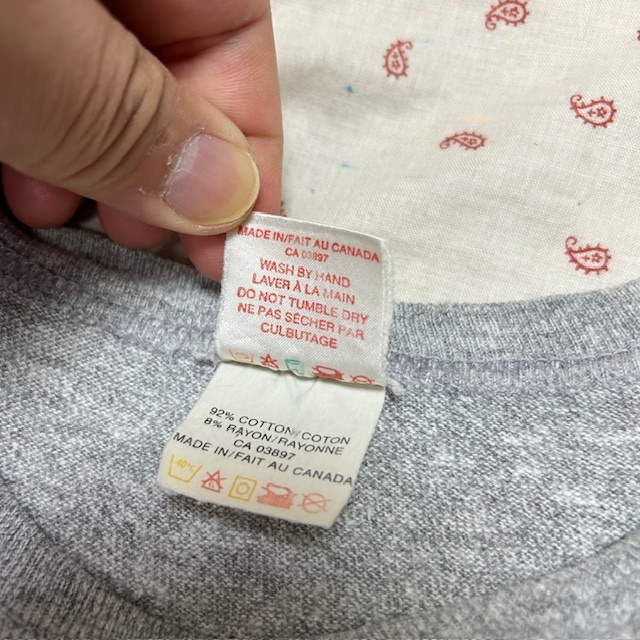 MADE IN/FAIT AU CANADA
CA 03897
WASH BY HAND
LAVER À LA MAIN
DO NOT TUMBLE DRY
NE PAS SÉCHER PAR
CULBUTAGE
92% COTTON/COTON
8% RAYON/RAYONNE
CA 03897
MADE IN/FAIT AU CANADA
40°